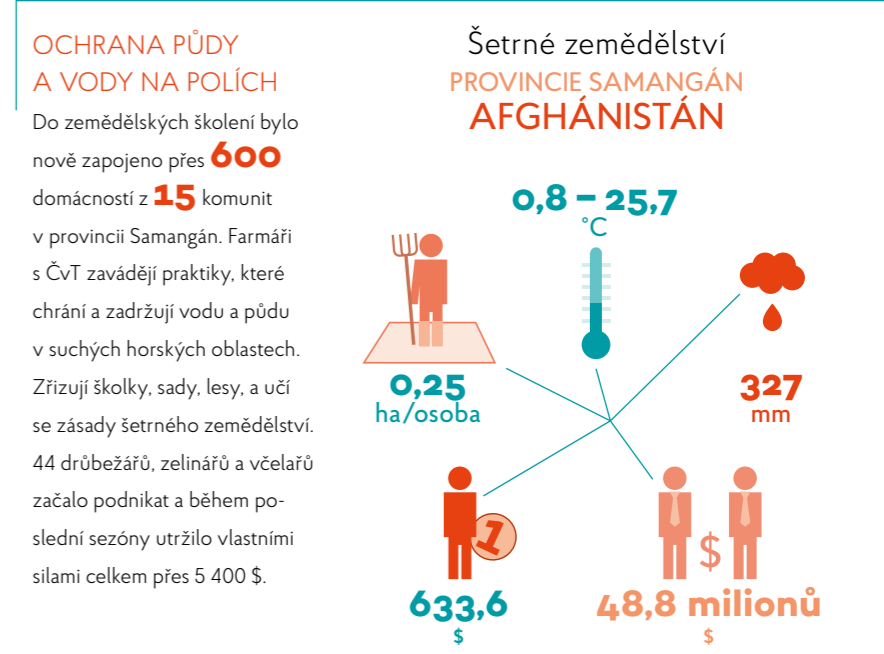 OCHRANA PŮDY
A VODY NA POLÍCH
Do zemědělských školení bylo
nově zapojeno přes 600
domácností z 15 komunit
v provincii Samangán. Farmáři
s ČvT zavádějí praktiky, které
chrání a zadržují vodu a půdu
v suchých horských oblastech.
Zřizují školky, sady, lesy, a učí
se zásady šetrného zemědělství.
44 drůbežářů, zelinářů a včelařů
začalo podnikat a během po-
slední sezóny utržilo vlastními
silami celkem přes 5 400 $.
Šetrné zemědělství
PROVINCIE SAMANGÁN
AFGHÁNISTÁN
0,8 – 25,7
°C
0,25
ha/osoba
327
mm
1
$
633,6
$
48,8 milionů
$